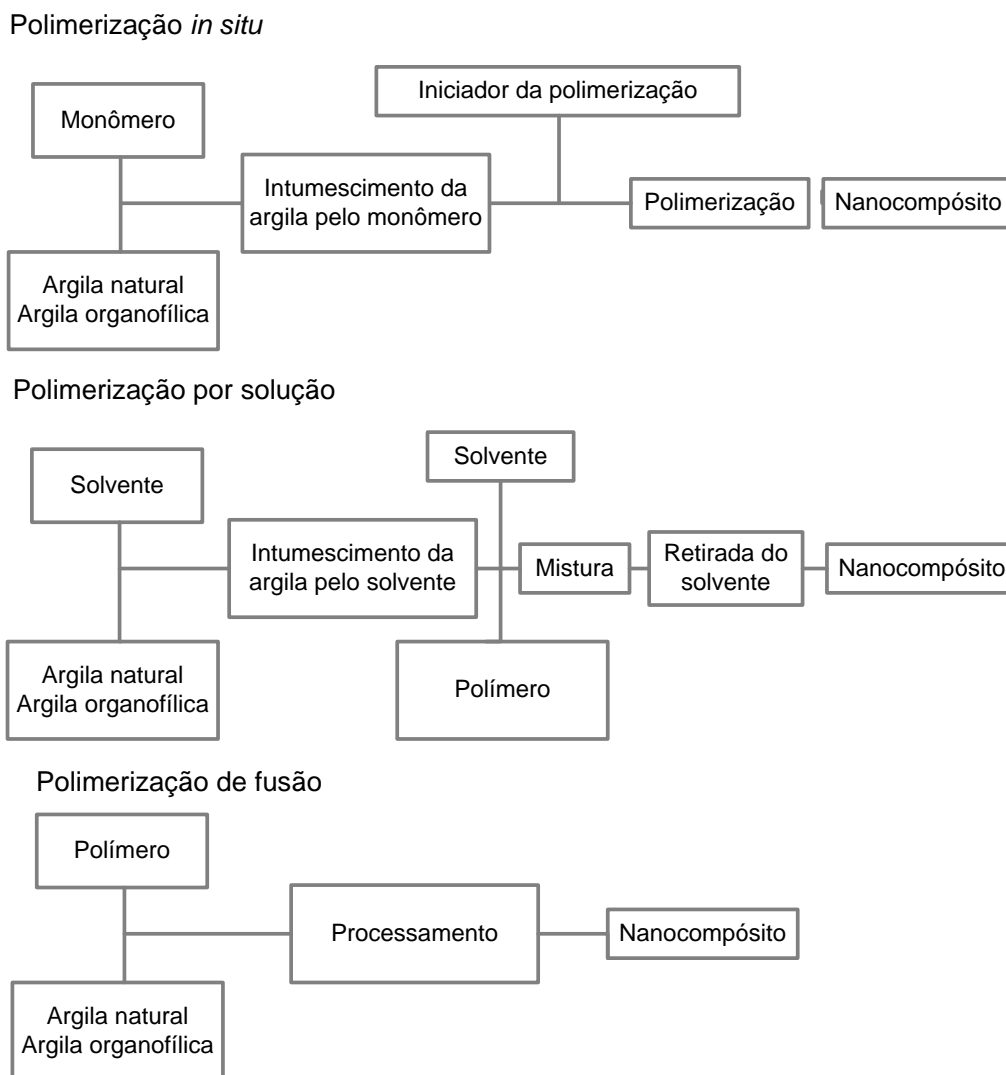 Polimerização in situ
Iniciador da polimerização
Monômero
Intumescimento da
argila pelo monômero
Polimerização
Nanocompósito
Argila natural
Argila organofílica
Polimerização por solução
Solvente
Solvente
Intumescimento da
argila pelo solvente
Mistura
Retirada do
solvente
Nanocompósito
Argila natural
Argila organofílica
Polímero
Polimerização de fusão
Polímero
Processamento
Nanocompósito
Argila natural
Argila organofílica